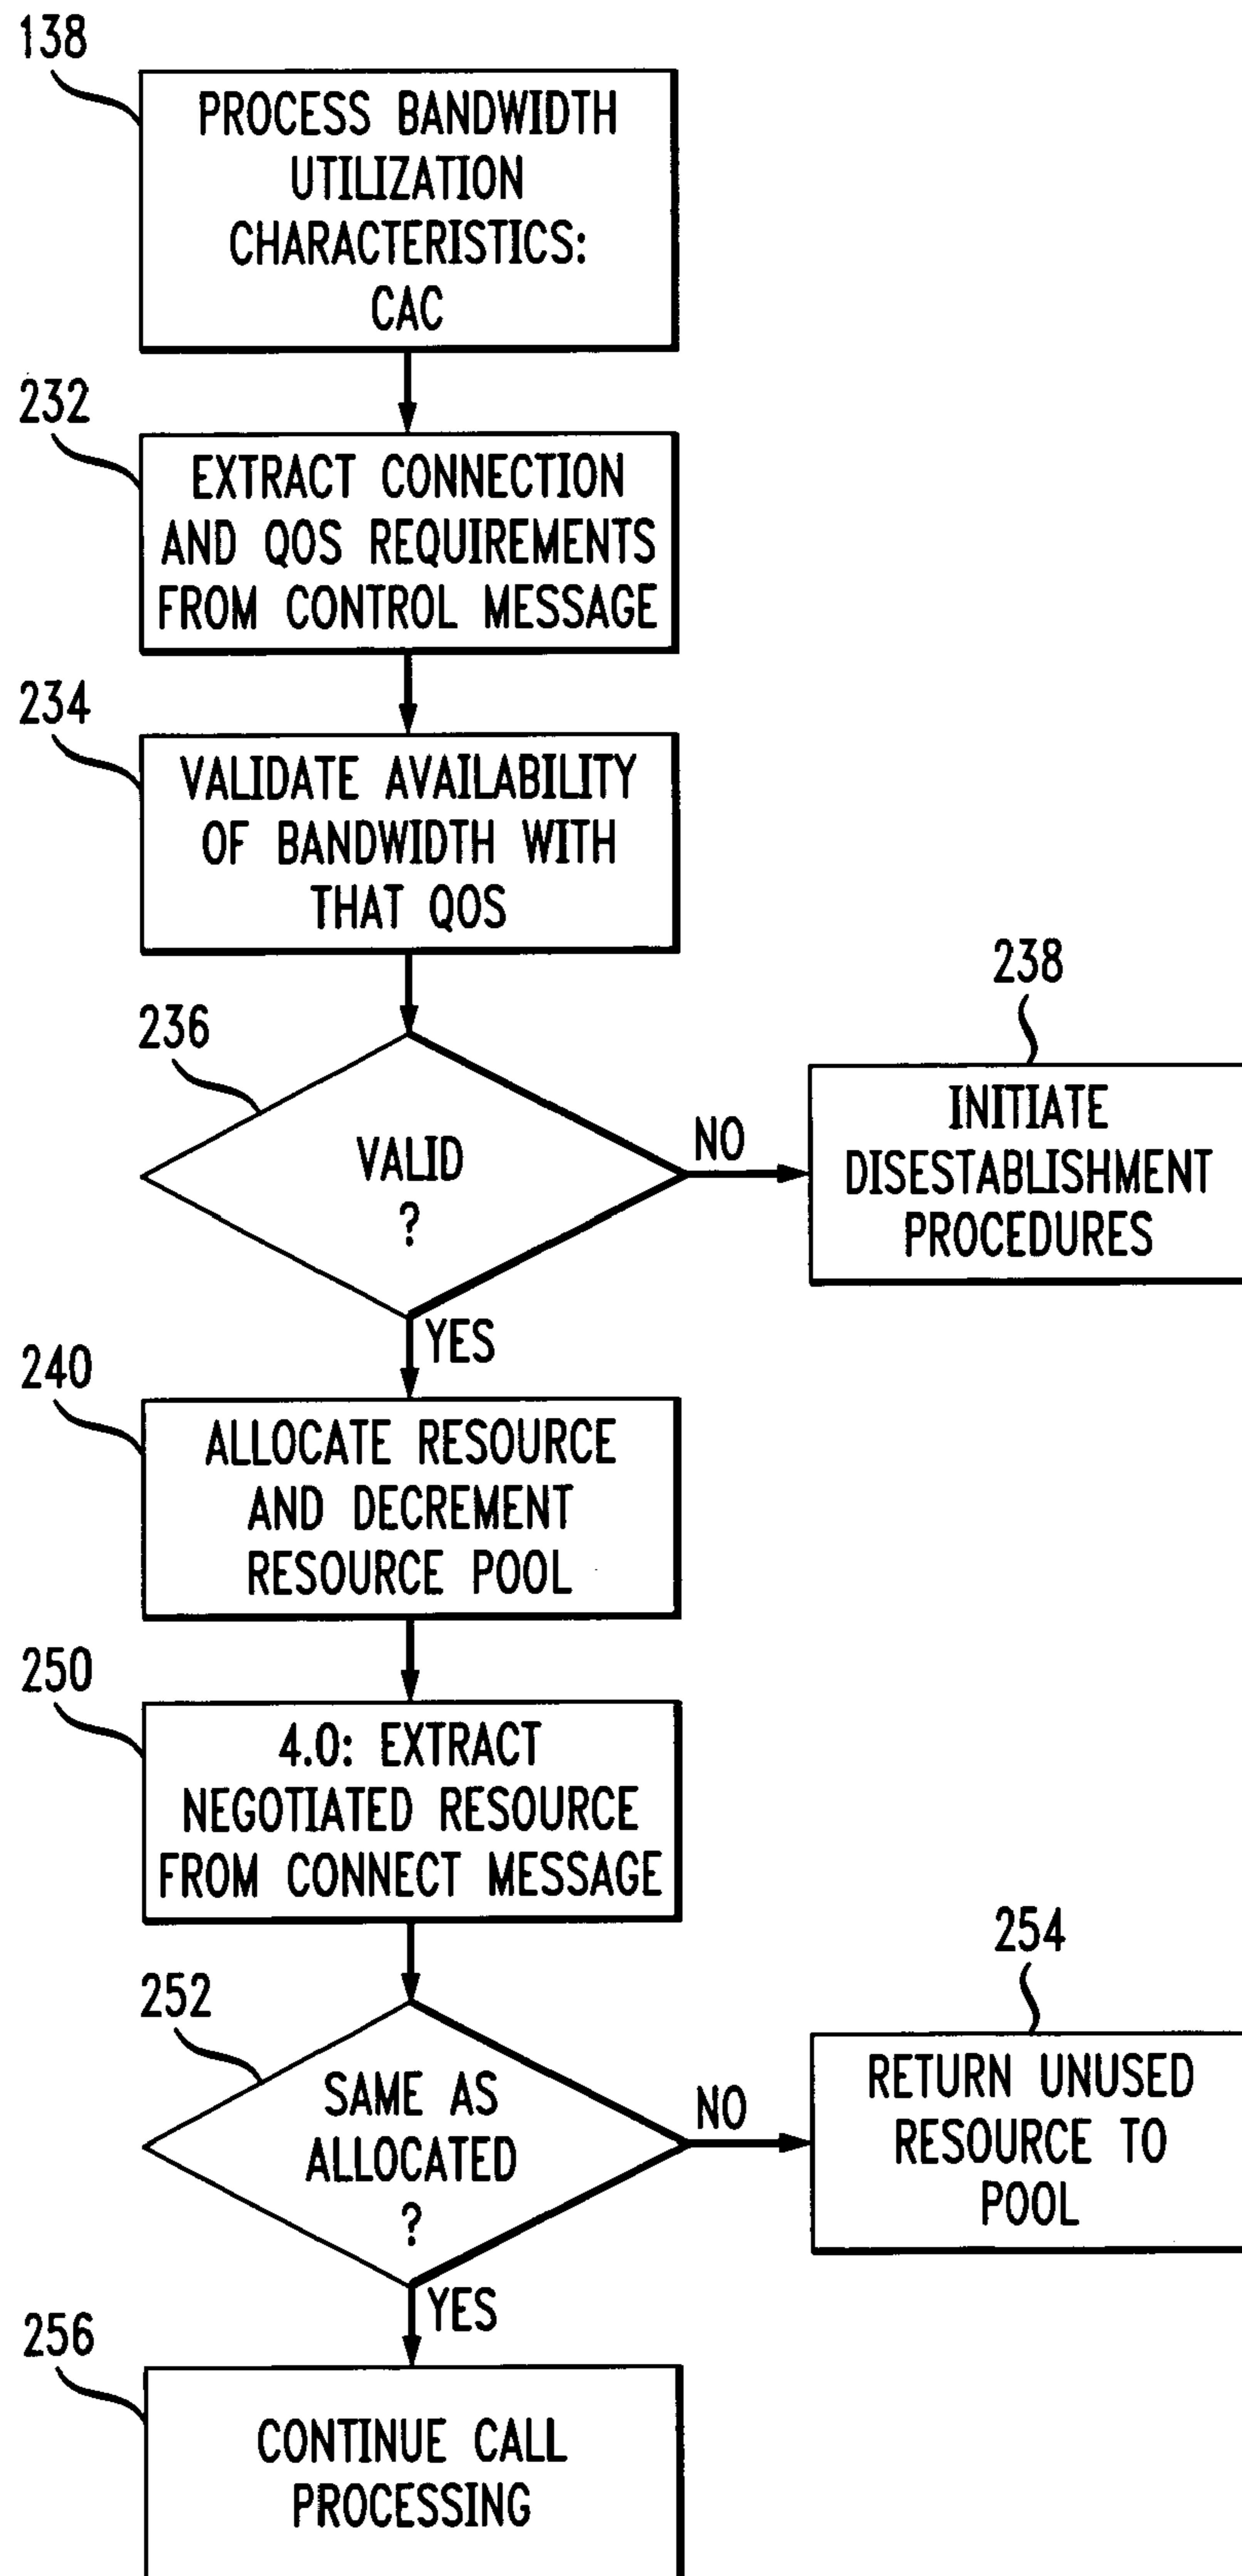 138
PROCESS BANDWIDTH
UTILIZATION
CHARACTERISTICS:
CAC
232
EXTRACT CONNECTION
AND QOS REQUIREMENTS
FROM CONTROL MESSAGE
234
VALIDATE AVAILABILITY
OF BANDWIDTH WITH
THAT QOS
236
VALID
?
NO
238
INITIATE
DISESTABLISHMENT
PROCEDURES
YES
240
ALLOCATE RESOURCE
AND DECREMENT
RESOURCE POOL
250
4.0: EXTRACT
NEGOTIATED RESOURCE
FROM CONNECT MESSAGE
252
SAME AS
ALLOCATED
?
NO
254
RETURN UNUSED
RESOURCE TO
POOL
YES
256
CONTINUE CALL
PROCESSING